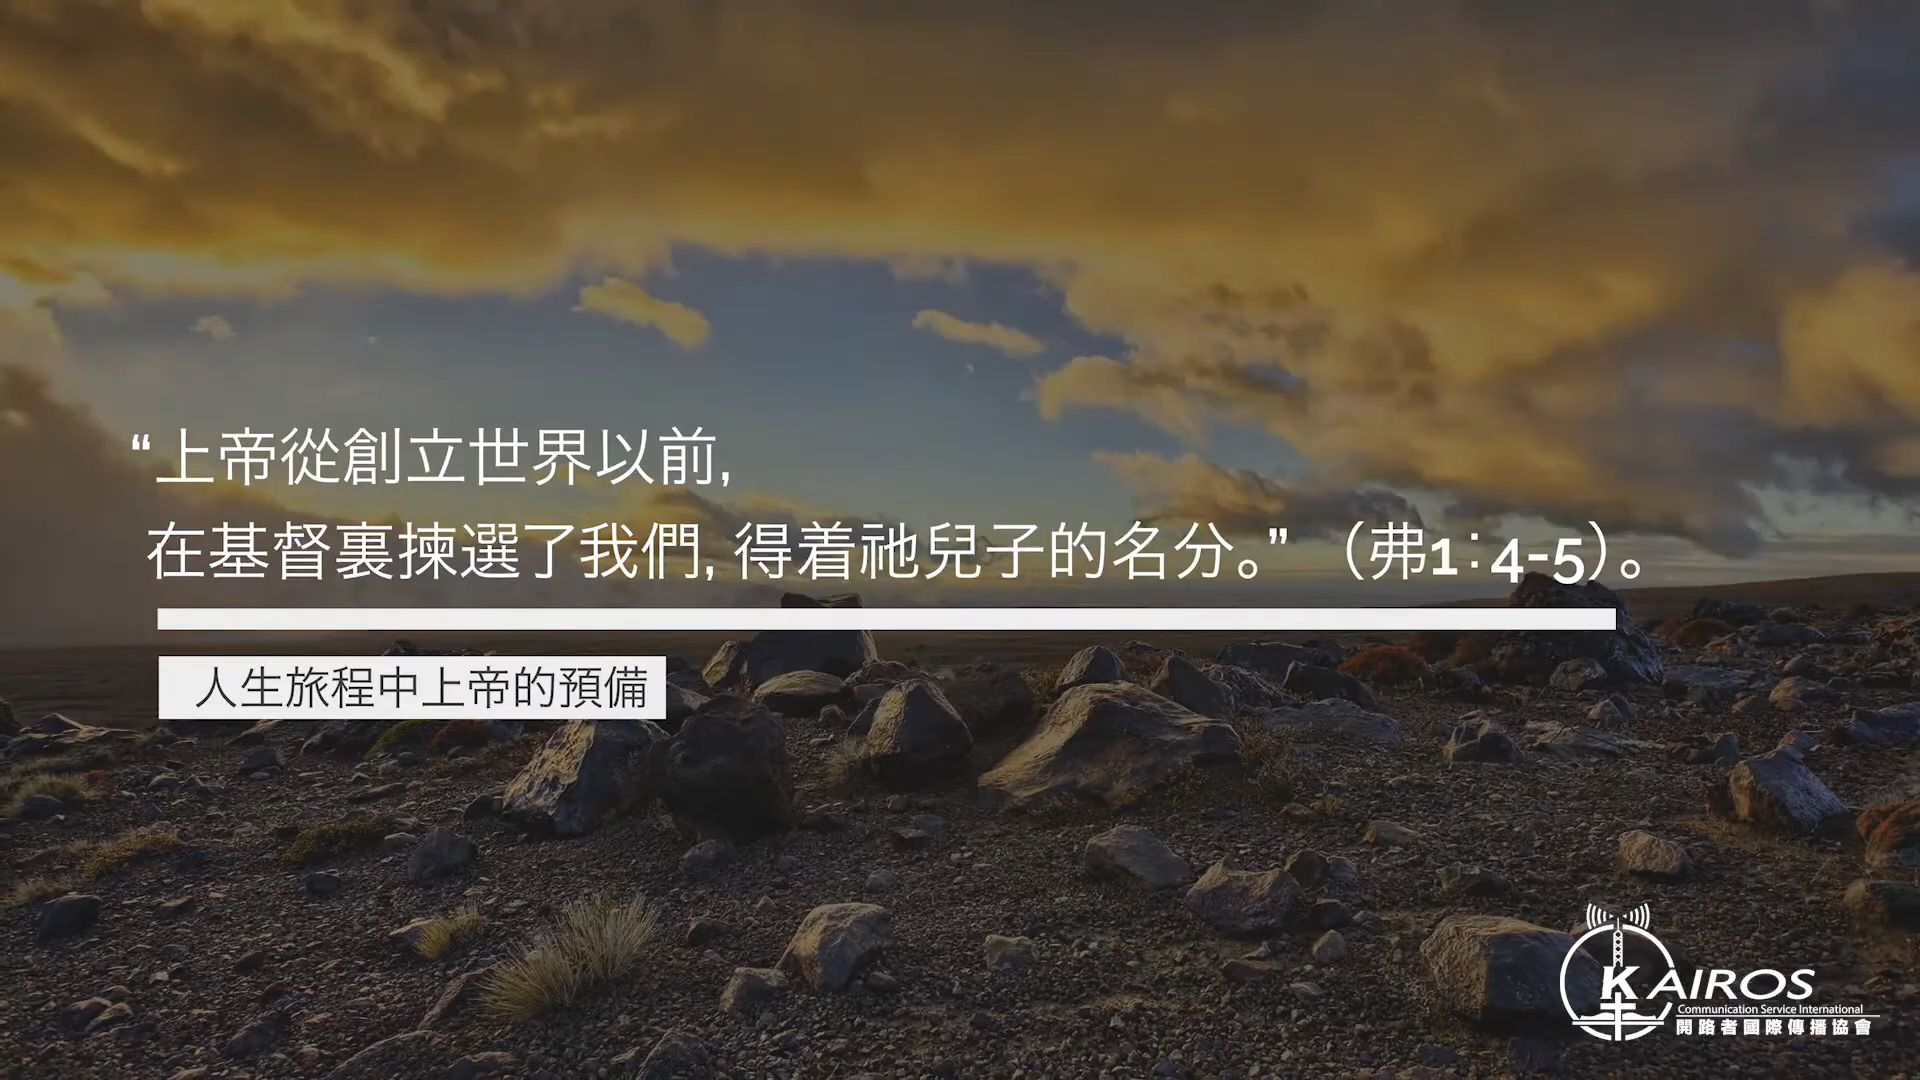 “上帝從創立世界以前,
在基督裏揀選了我們, 得着祂兒子的名分。” （弗1：4-5）。
人生旅程中上帝的預備
KAIROS
Communication Service International
開路者國際傳播協會